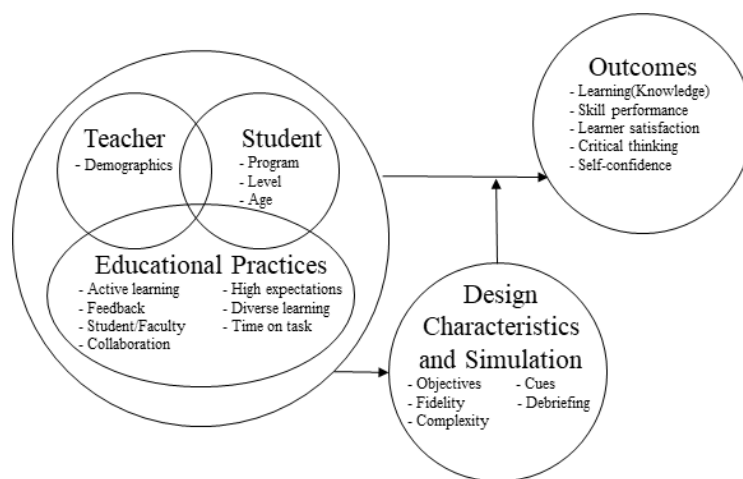 Outcomes
- Learning(Knowledge)
- Skill performance
- Learner satisfaction
- Critical thinking
- Self-confidence
Teacher
- Demographics
Student
- Program
- Level
- Age
Educational Practices
- Active learning
- Feedback
- Student/Faculty
- Collaboration
- High expectations
- Diverse learning
- Time on task
Design
Characteristics
and Simulation
- Objectives
- Fidelity
- Complexity
- Cues
- Debriefing